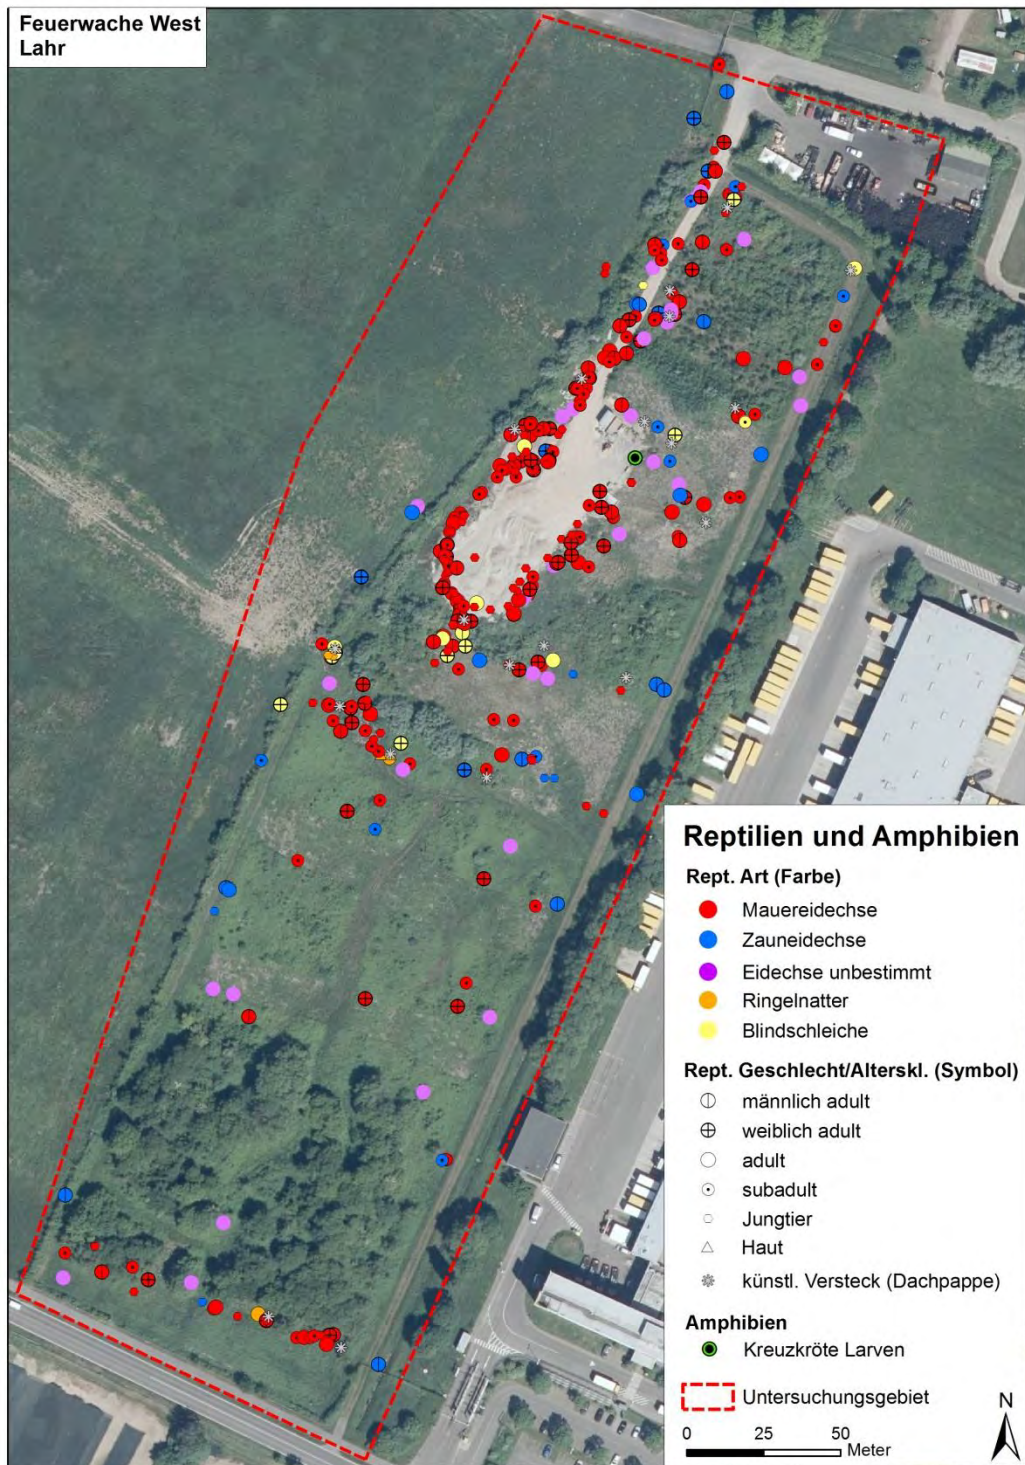 Feuerwache West
Lahr
Reptilien und Amphibien
Rept. Art (Farbe)
Mauereidechse
Zauneidechse
Eidechse unbestimmt
Ringelnatter
Blindschleiche
Rept. Geschlecht/Alterskl. (Symbol)
männlich adult
weiblich adult
adult
subadult
Jungtier
Haut
künstl. Versteck (Dachpappe)
Amphibien
Kreuzkröte Larven
Untersuchungsgebiet
N
0 25 50
Meter